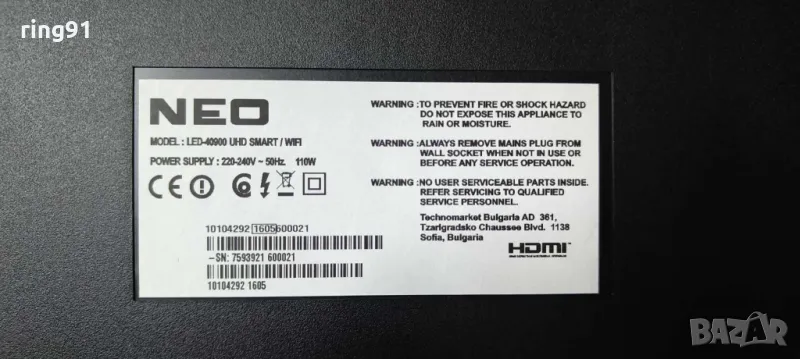 ring91
NEO
MODEL : LED-40900 UHD SMART / WIFI
POWER SUPPLY : 220-240V ~ 50Hz. 110W
10104292 1605 600021
-SN: 7593921 600021
10104292 1605
WARNING :TO PREVENT FIRE OR SHOCK HAZARD
DO NOT EXPOSE THIS APPLIANCE TO
RAIN OR MOISTURE.
WARNING :ALWAYS REMOVE MAINS PLUG FROM
WALL SOCKET WHEN NOT IN USE OR
BEFORE ANY SERVICE OPERATION.
WARNING :NO USER SERVICEABLE PARTS INSIDE.
REFER SERVICING TO QUALIFIED
SERVICE PERSONNEL.
Technomarket Bulgaria AD 361,
Tzarigradsko Chaussee Blvd. 1138
Sofia, Bulgaria
HDMI
BAZAR